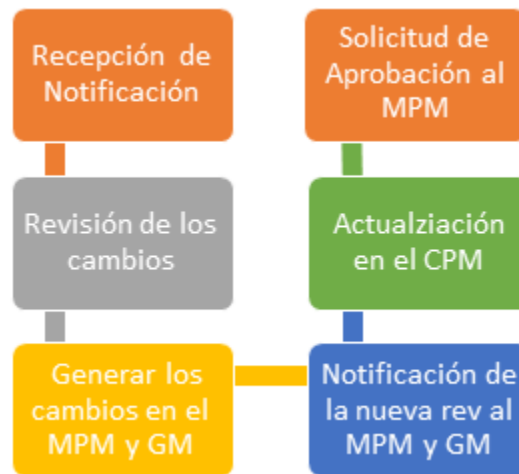 Recepción de
Notificación
Revisión de los
cambios
Generar los
cambios en el
MPM y GM
Notificación de
la nueva rev al
MPM y GM
Actualziación
en el CPM
Solicitud de
Aprobación al
MPM